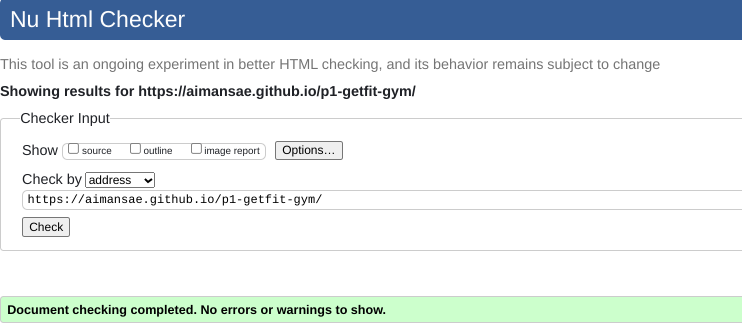 Nu Html Checker
This tool is an ongoing experiment in better HTML checking, and its behavior remains subject to change
Showing results for https://aimansae.github.io/p1-getfit-gym/
Checker Input
Show source outline image report Options...
Check by address
https://aimansae.github.io/p1-getfit-gym/
Check
Document checking completed. No errors or warnings to show.